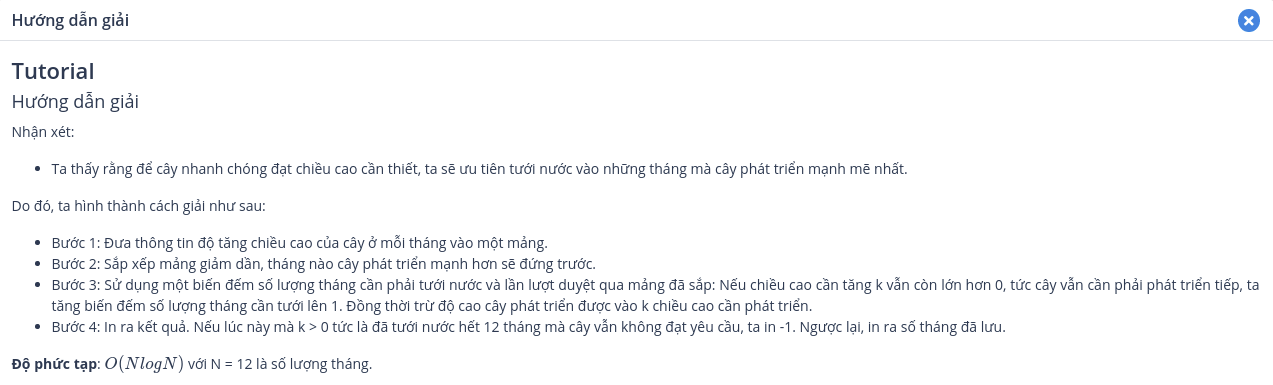 Hướng dẫn giải
Tutorial
Hướng dẫn giải
Nhận xét:
• Ta thấy rằng để cây nhanh chóng đạt chiều cao cần thiết, ta sẽ ưu tiên tưới nước vào những tháng mà cây phát triển mạnh mẽ nhất.
Do đó, ta hình thành cách giải như sau:
• Bước 1: Đưa thông tin độ tăng chiều cao của cây ở mỗi tháng vào một mảng.
• Bước 2: Sắp xếp mảng giảm dần, tháng nào cây phát triển mạnh hơn sẽ đứng trước.
• Bước 3: Sử dụng một biến đếm số lượng tháng cần phải tưới nước và lần lượt duyệt qua mảng đã sắp: Nếu chiều cao cần tăng k vẫn còn lớn hơn 0, tức cây vẫn cần phải phát triển tiếp, ta
tăng biến đếm số lượng tháng cần tưới lên 1. Đồng thời trừ độ cao cây phát triển được vào k chiều cao cần phát triển.
• Bước 4: In ra kết quả. Nếu lúc này mà k > 0 tức là đã tưới nước hết 12 tháng mà cây vẫn không đạt yêu cầu, ta in -1. Ngược lại, in ra số tháng đã lưu.
Độ phức tạp: O(NlogN) với N = 12 là số lượng tháng.